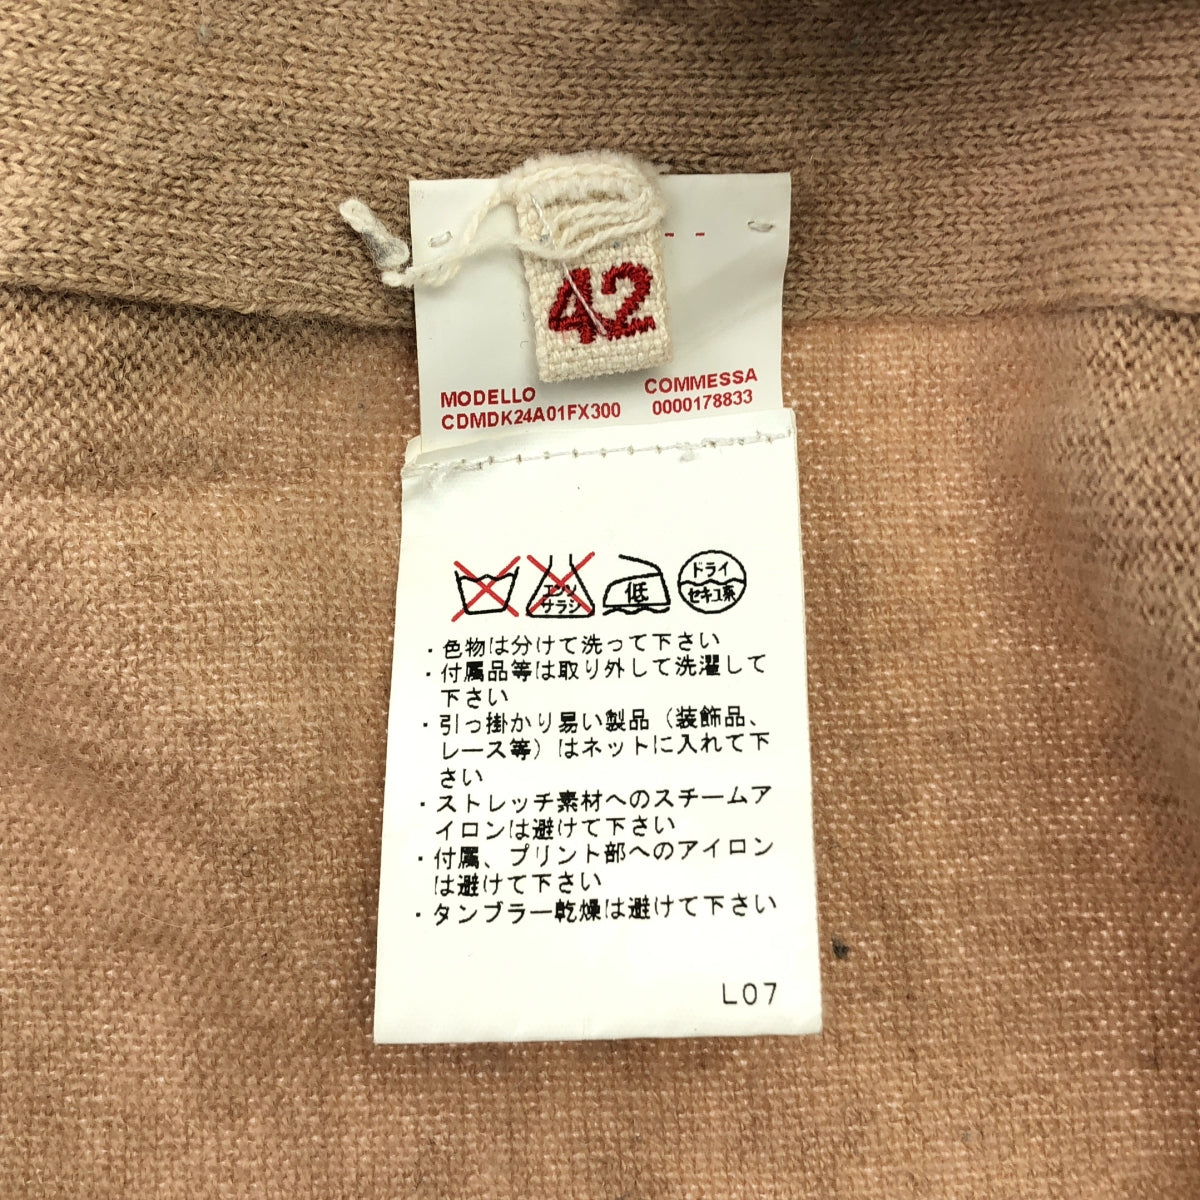 42
MODELLO COMMESSA
CDMDK24A01FX300 0000178833
エンソ
サラシ
低
ドライ
セキユ系
・色物は分けて洗って下さい
・付属品等は取り外して洗濯して
下さい
・引っ掛かり易い製品（装飾品、
レース等）はネットに入れて下
さい
・ストレッチ素材へのスチームア
イロンは避けて下さい
・付属、プリント部へのアイロン
は避けて下さい
・タンブラー乾燥は避けて下さい
L07